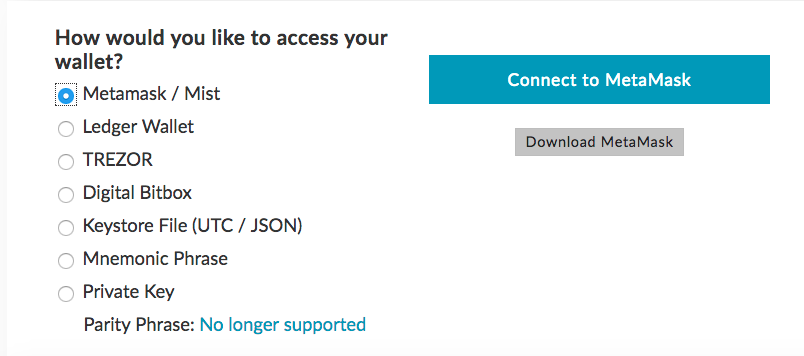 How would you like to access your
wallet?
Metamask / Mist
Ledger Wallet
TREZOR
Digital Bitbox
Keystore File (UTC / JSON)
Mnemonic Phrase
Private Key
Parity Phrase: No longer supported
Connect to MetaMask
Download MetaMask